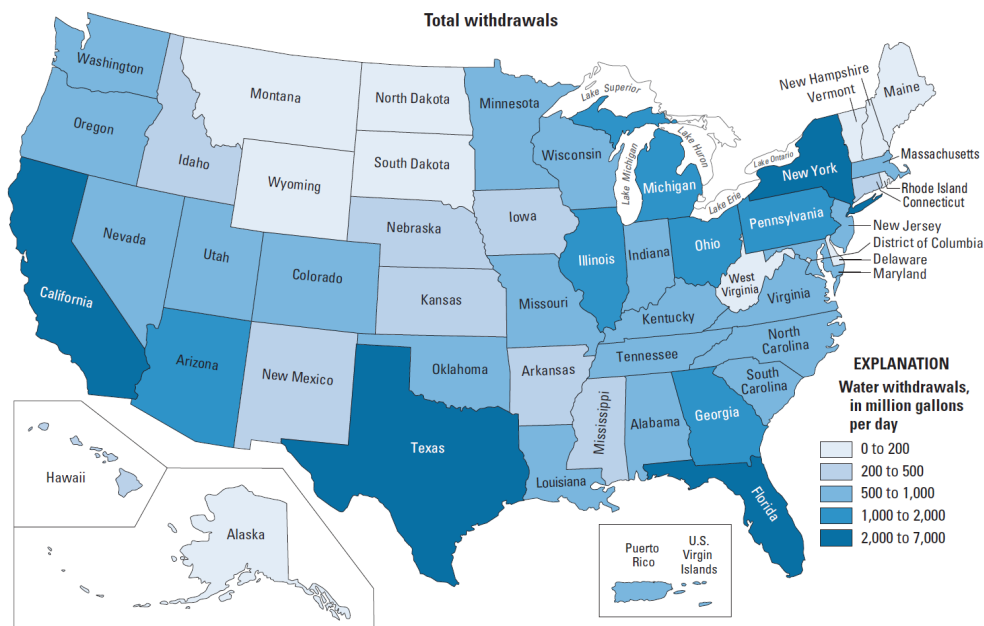 Total withdrawals
Washington
Montana
North Dakota
Minnesota
Lake Superior
New Hampshire
Vermont
Maine
Oregon
Idaho
Wyoming
South Dakota
Wisconsin
Lake Michigan
Lake Huron
Michigan
Lake Ontario
Lake Erie
New York
Massachusetts
Rhode Island
Connecticut
Nevada
Utah
Colorado
Nebraska
Iowa
Illinois
Indiana
Ohio
Pennsylvania
New Jersey
District of Columbia
Delaware
Maryland
California
Kansas
Missouri
Kentucky
West
Virginia
Virginia
Arizona
New Mexico
Oklahoma
Arkansas
Tennessee
North
Carolina
South
Carolina
Texas
Louisiana
Mississippi
Alabama
Georgia
Florida
Hawaii
Alaska
Puerto
Rico
U.S.
Virgin
Islands
EXPLANATION
Water withdrawals,
in million gallons
per day
0 to 200
200 to 500
500 to 1,000
1,000 to 2,000
2,000 to 7,000